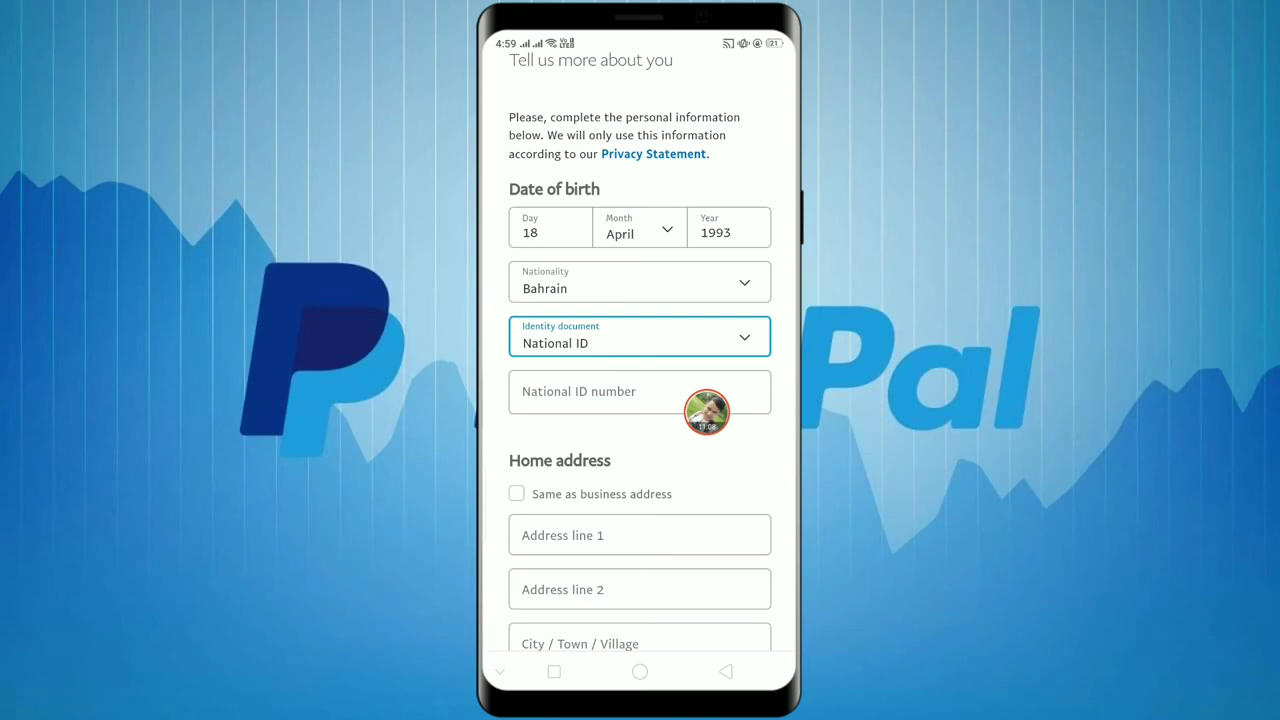 4:59
21
Tell us more about you
Please, complete the personal information
below. We will only use this information
according to our Privacy Statement.
Date of birth
Day
18
Month
April
Year
1993
Nationality
Bahrain
Identity document
National ID
National ID number
11:08
Home address
Same as business address
Address line 1
Address line 2
City / Town / Village
Pal